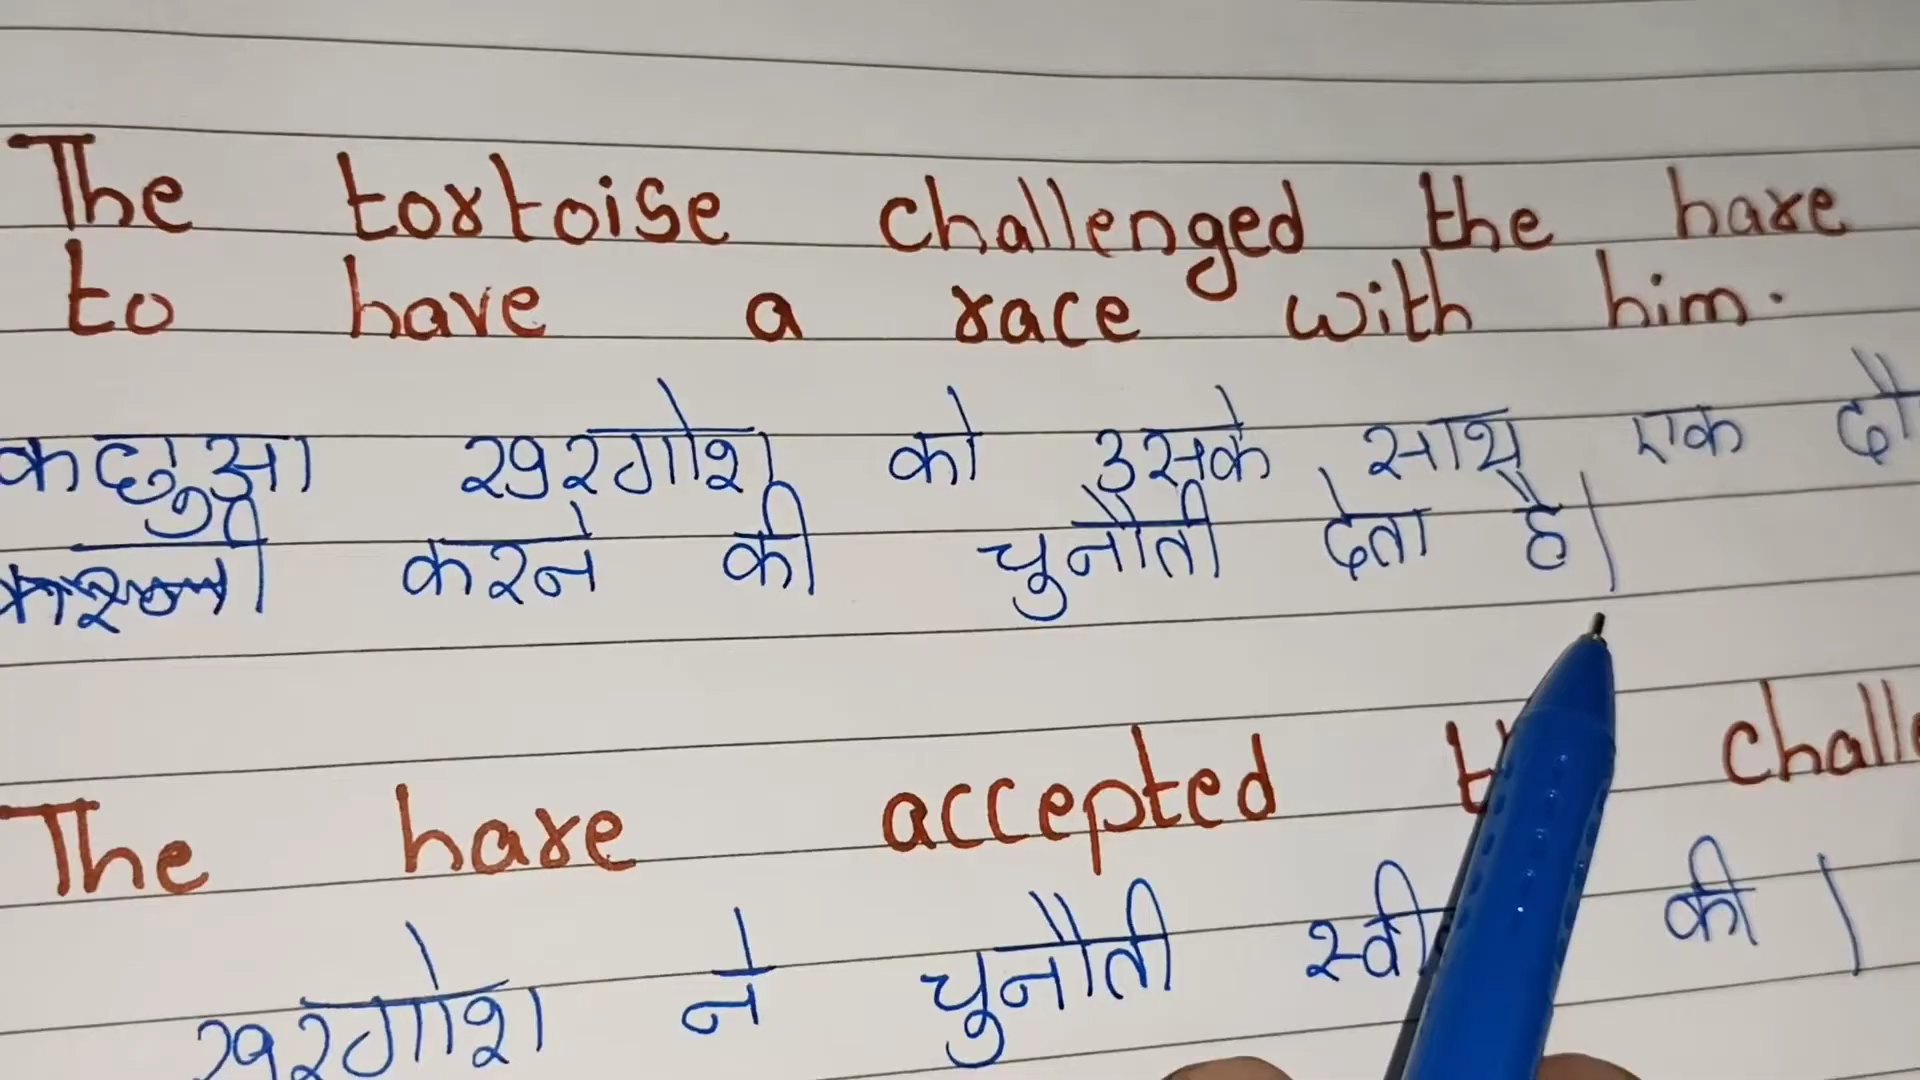 The tortoise challenged the hare
to have a race with him.
कछुआ खरगोश को उसके साथ एक दौ
करने की चुनौती देता है।
The hare accepted t challe
खरगोश ने चुनौती स्वी की।